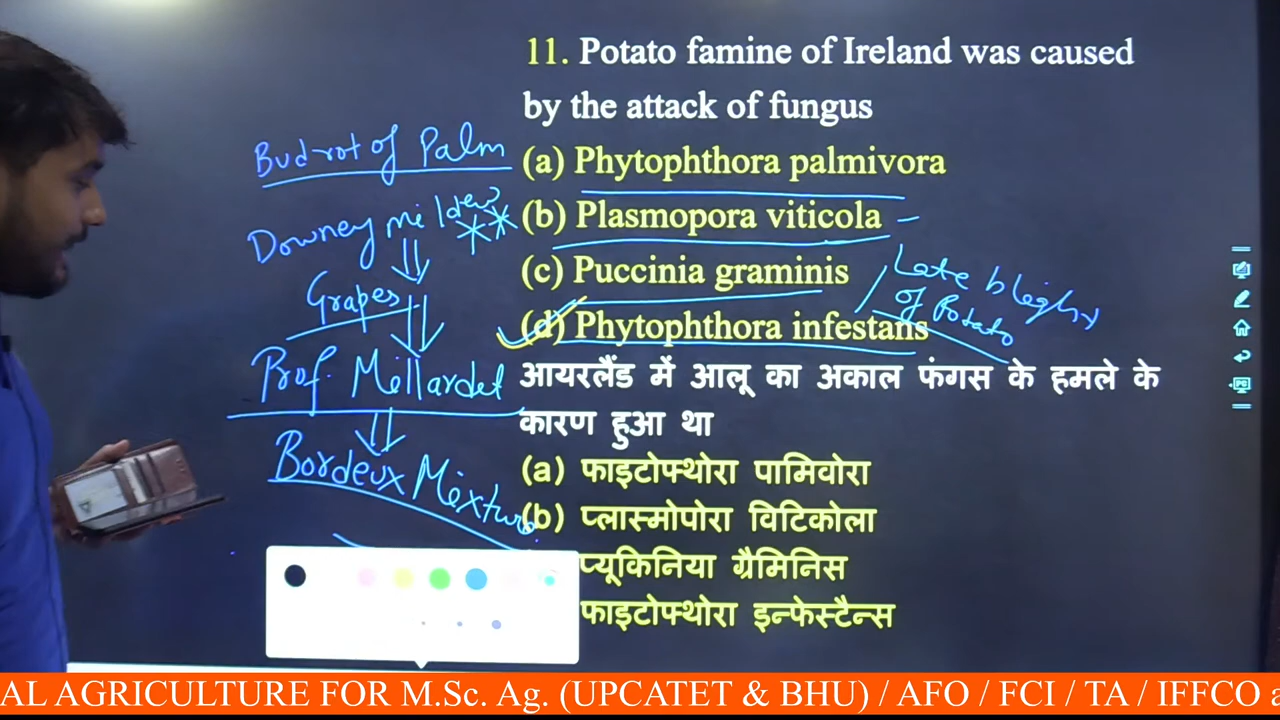 11. Potato famine of Ireland was caused
by the attack of fungus
(a) Phytophthora palmivora
(b) Plasmopora viticola
(c) Puccinia graminis
(d) Phytophthora infestans
आयरलैंड में आलू का अकाल फंगस के हमले के
कारण हुआ था
(a) फाइटोफ्थोरा पामिवोरा
(b) प्लास्मोपोरा विटिकोला
प्यूकिनिया ग्रैमिनिस
फाइटोफ्थोरा इन्फेस्टैन्स
Bud rot of Palm
Downey mildew
Grapes
Prof. Millardet
Bordeux Mixture
Late blight
of Potato
AL AGRICULTURE FOR M.Sc. Ag. (UPCATET & BHU) / AFO / FCI / TA / IFFCO a